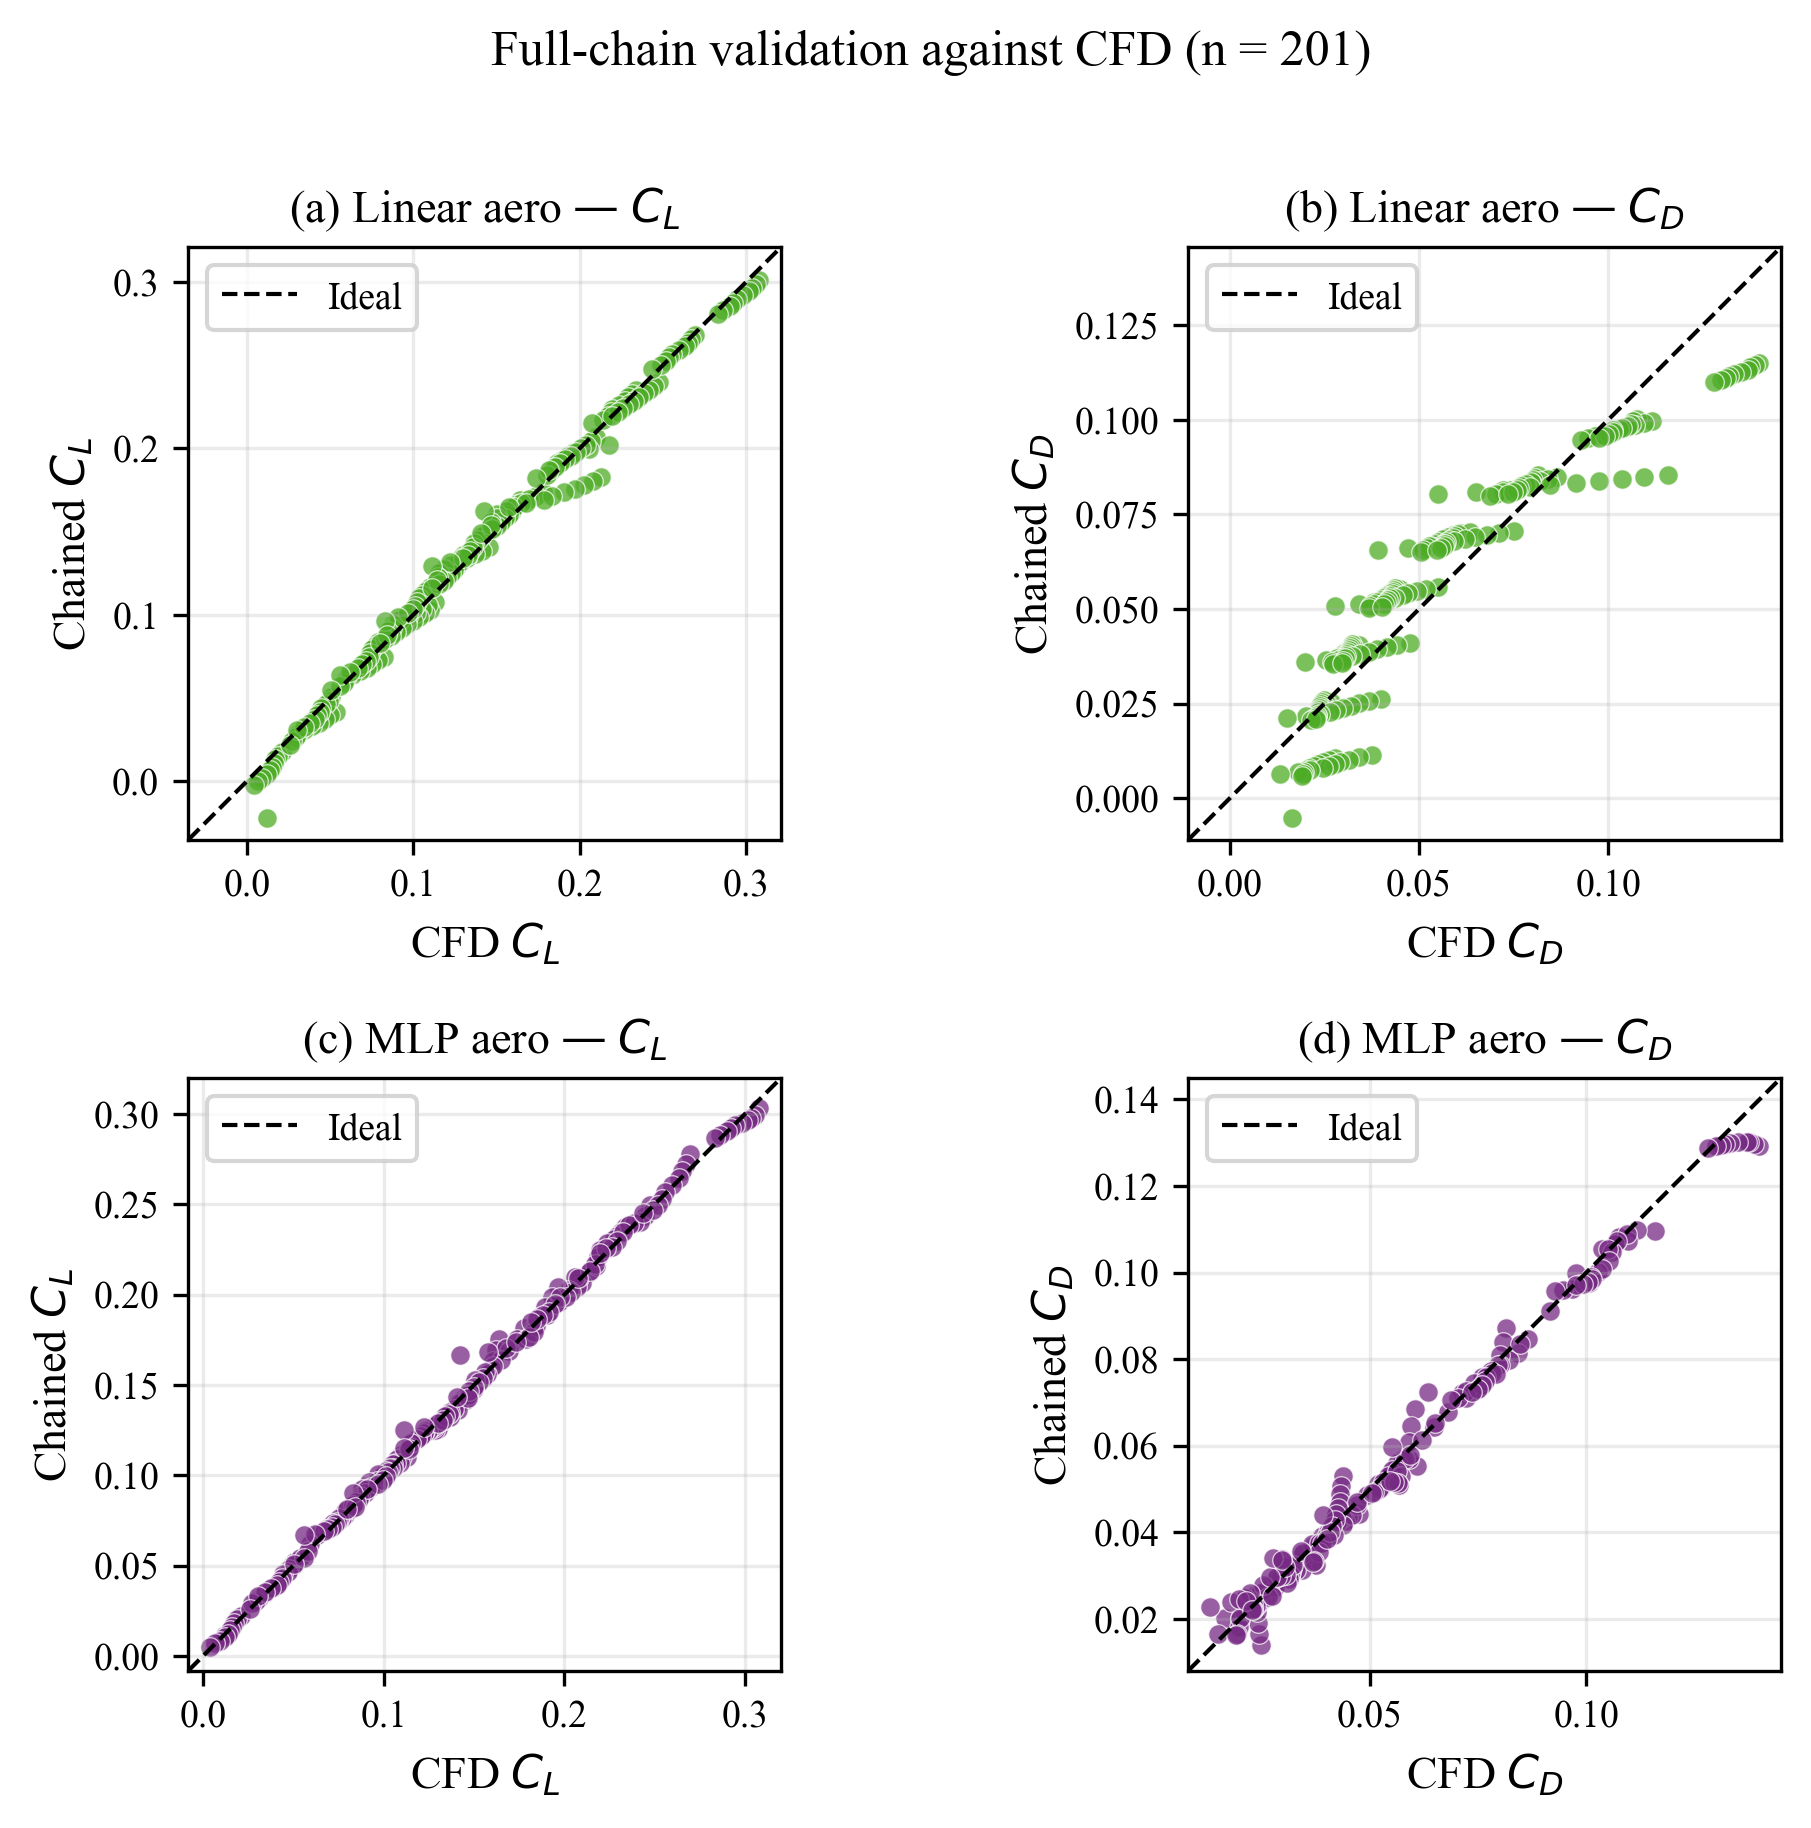 Full-chain validation against CFD (n = 201)
(a) Linear aero — C_L
Ideal
0.3
0.2
0.1
0.0
Chained C_L
0.0 0.1 0.2 0.3
CFD C_L
(b) Linear aero — C_D
Ideal
0.125
0.100
0.075
0.050
0.025
0.000
Chained C_D
0.00 0.05 0.10
CFD C_D
(c) MLP aero — C_L
Ideal
0.30
0.25
0.20
0.15
0.10
0.05
0.00
Chained C_L
0.0 0.1 0.2 0.3
CFD C_L
(d) MLP aero — C_D
Ideal
0.14
0.12
0.10
0.08
0.06
0.04
0.02
Chained C_D
0.05 0.10
CFD C_D